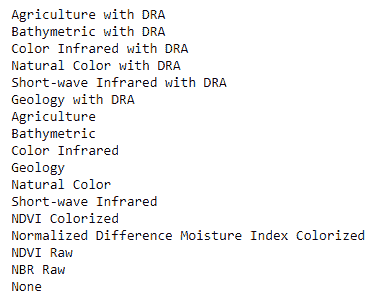 Agriculture with DRA
Bathymetric with DRA
Color Infrared with DRA
Natural Color with DRA
Short-wave Infrared with DRA
Geology with DRA
Agriculture
Bathymetric
Color Infrared
Geology
Natural Color
Short-wave Infrared
NDVI Colorized
Normalized Difference Moisture Index Colorized
NDVI Raw
NBR Raw
None